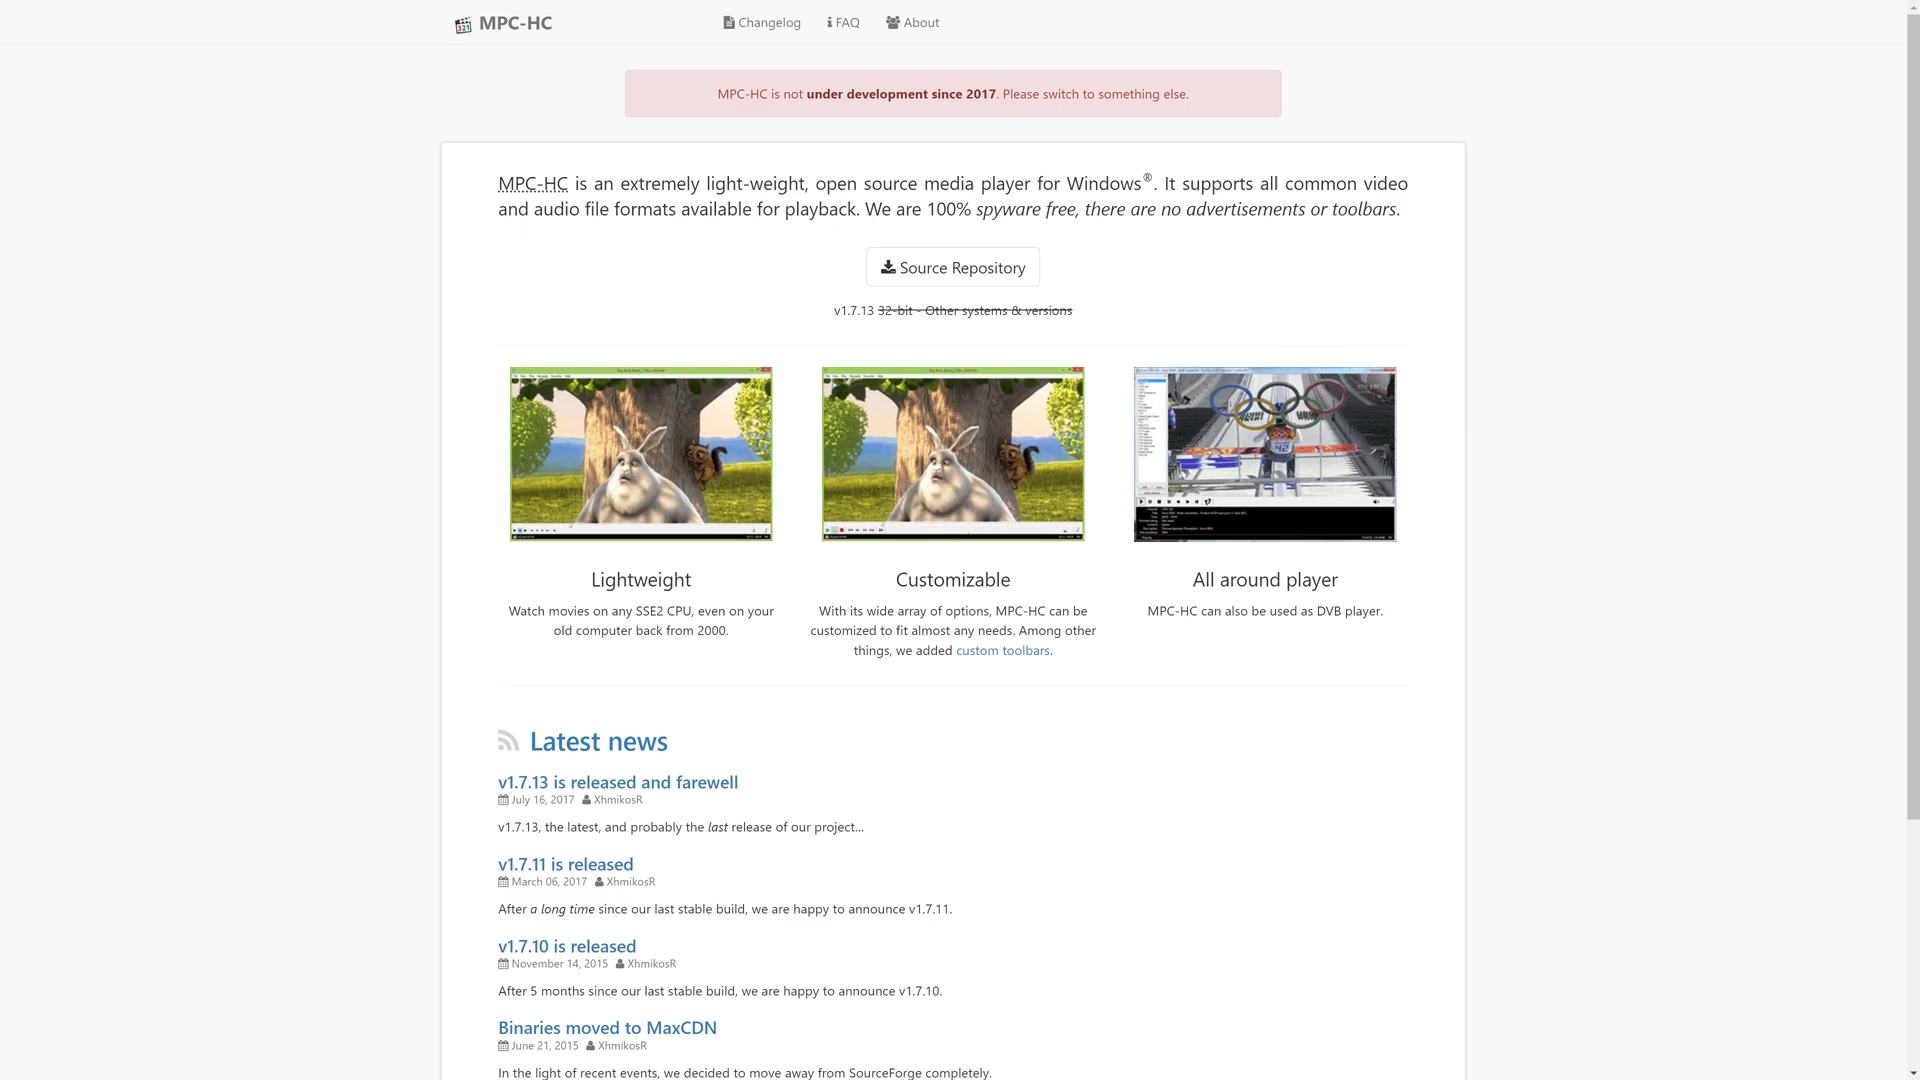 MPC-HC
Changelog
FAQ
About
MPC-HC is not under development since 2017. Please switch to something else.
MPC-HC is an extremely light-weight, open source media player for Windows®. It supports all common video
and audio file formats available for playback. We are 100% spyware free, there are no advertisements or toolbars.
Source Repository
v1.7.13 32-bit - Other systems & versions
Lightweight
Watch movies on any SSE2 CPU, even on your
old computer back from 2000.
Customizable
With its wide array of options, MPC-HC can be
customized to fit almost any needs. Among other
things, we added custom toolbars.
All around player
MPC-HC can also be used as DVB player.
Latest news
v1.7.13 is released and farewell
July 16, 2017 XhmikosR
v1.7.13, the latest, and probably the last release of our project...
v1.7.11 is released
March 06, 2017 XhmikosR
After a long time since our last stable build, we are happy to announce v1.7.11.
v1.7.10 is released
November 14, 2015 XhmikosR
After 5 months since our last stable build, we are happy to announce v1.7.10.
Binaries moved to MaxCDN
June 21, 2015 XhmikosR
In the light of recent events, we decided to move away from SourceForge completely.